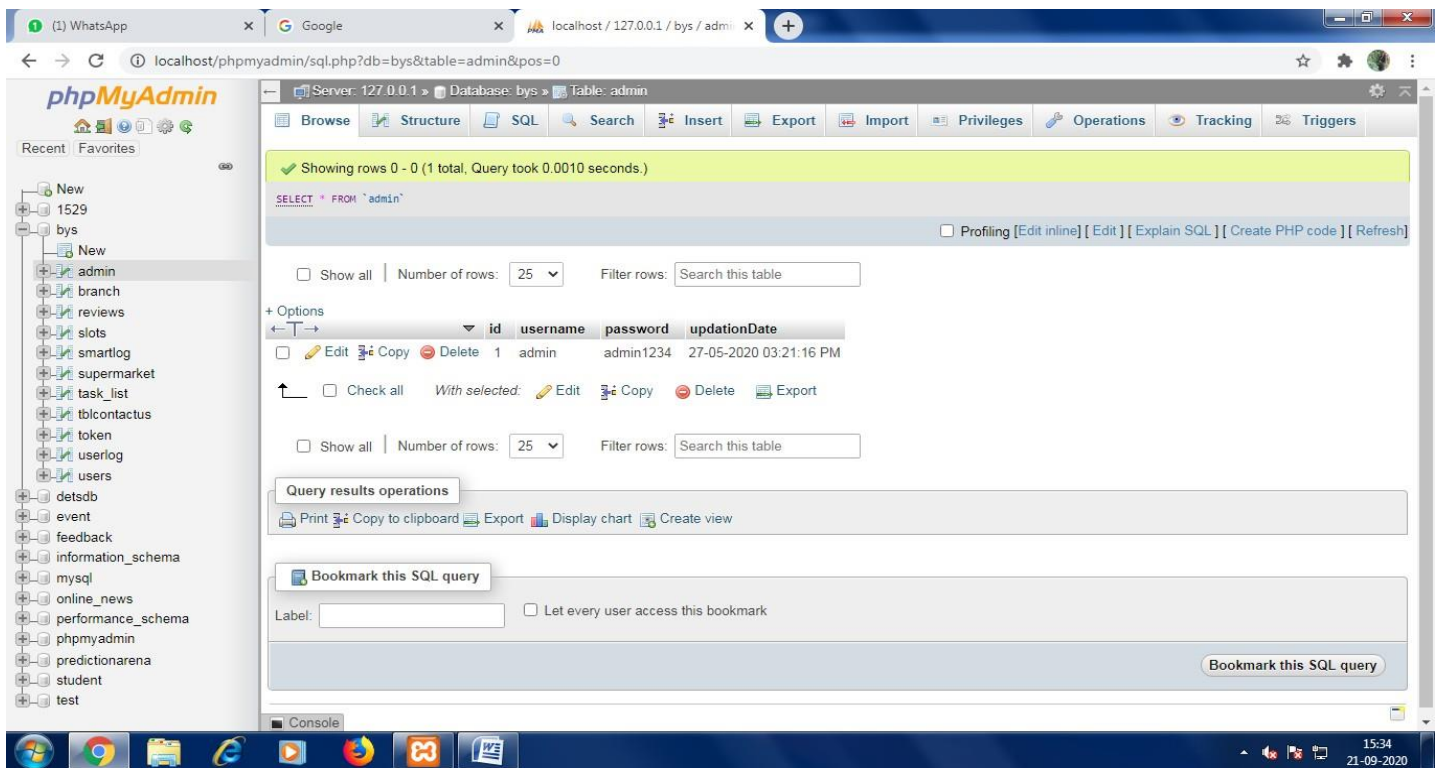 (1) WhatsApp
Google
localhost / 127.0.0.1 / bys / admi
localhost/phpmyadmin/sql.php?db=bys&table=admin&pos=0
phpMyAdmin
Recent Favorites
New
1529
bys
New
admin
branch
reviews
slots
smartlog
supermarket
task_list
tblcontactus
token
userlog
users
detsdb
event
feedback
information_schema
mysql
online_news
performance_schema
phpmyadmin
predictionarena
student
test
Server: 127.0.0.1 » Database: bys » Table: admin
Browse Structure SQL Search Insert Export Import Privileges Operations Tracking Triggers
Showing rows 0 - 0 (1 total, Query took 0.0010 seconds.)
SELECT * FROM `admin`
Profiling [Edit inline] [ Edit ] [ Explain SQL ] [ Create PHP code ] [ Refresh]
Show all | Number of rows: 25 Filter rows: Search this table
+ Options
←T→ id username password updationDate
Edit Copy Delete 1 admin admin1234 27-05-2020 03:21:16 PM
Check all With selected: Edit Copy Delete Export
Show all | Number of rows: 25 Filter rows: Search this table
Query results operations
Print Copy to clipboard Export Display chart Create view
Bookmark this SQL query
Label: Let every user access this bookmark
Bookmark this SQL query
Console
15:34
21-09-2020